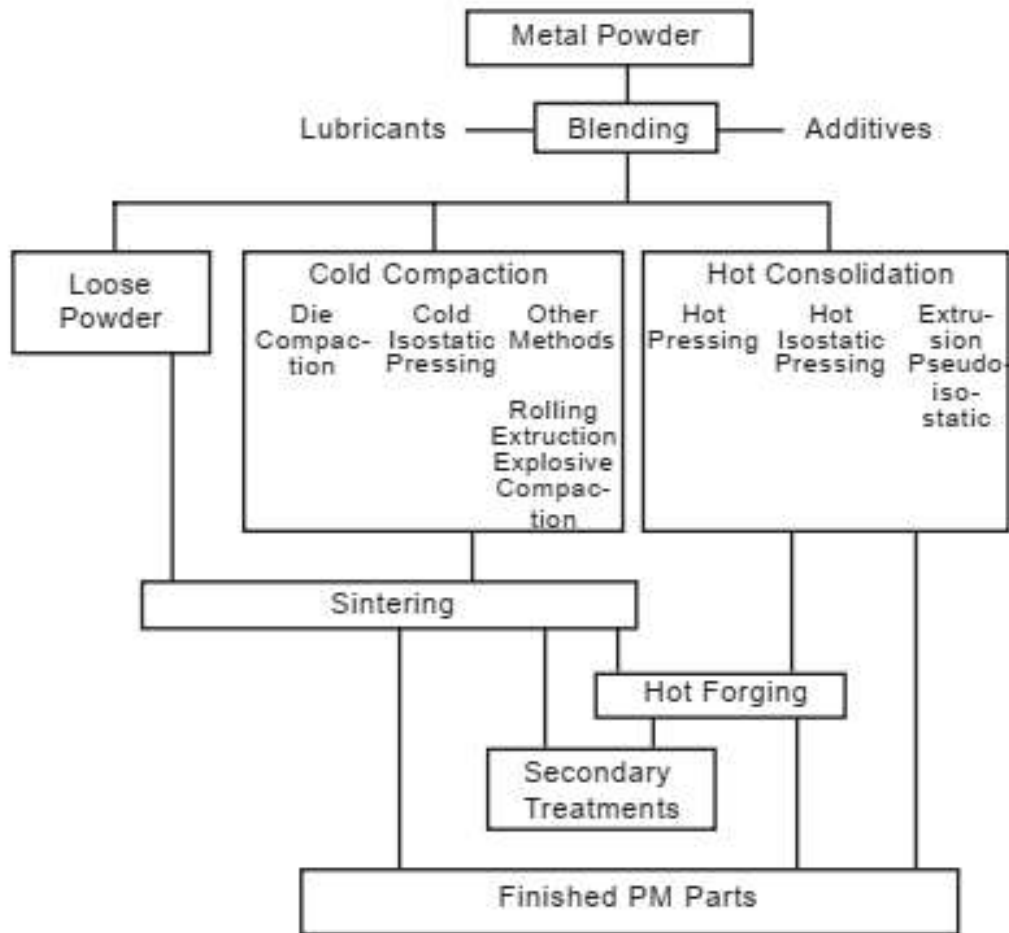 Metal Powder
Lubricants
Blending
Additives
Loose
Powder
Cold Compaction
Die
Compac-
tion
Cold
Isostatic
Pressing
Other
Methods
Rolling
Extruction
Explosive
Compac-
tion
Hot Consolidation
Hot
Pressing
Hot
Isostatic
Pressing
Extru-
sion
Pseudo-
iso-
static
Sintering
Hot Forging
Secondary
Treatments
Finished PM Parts